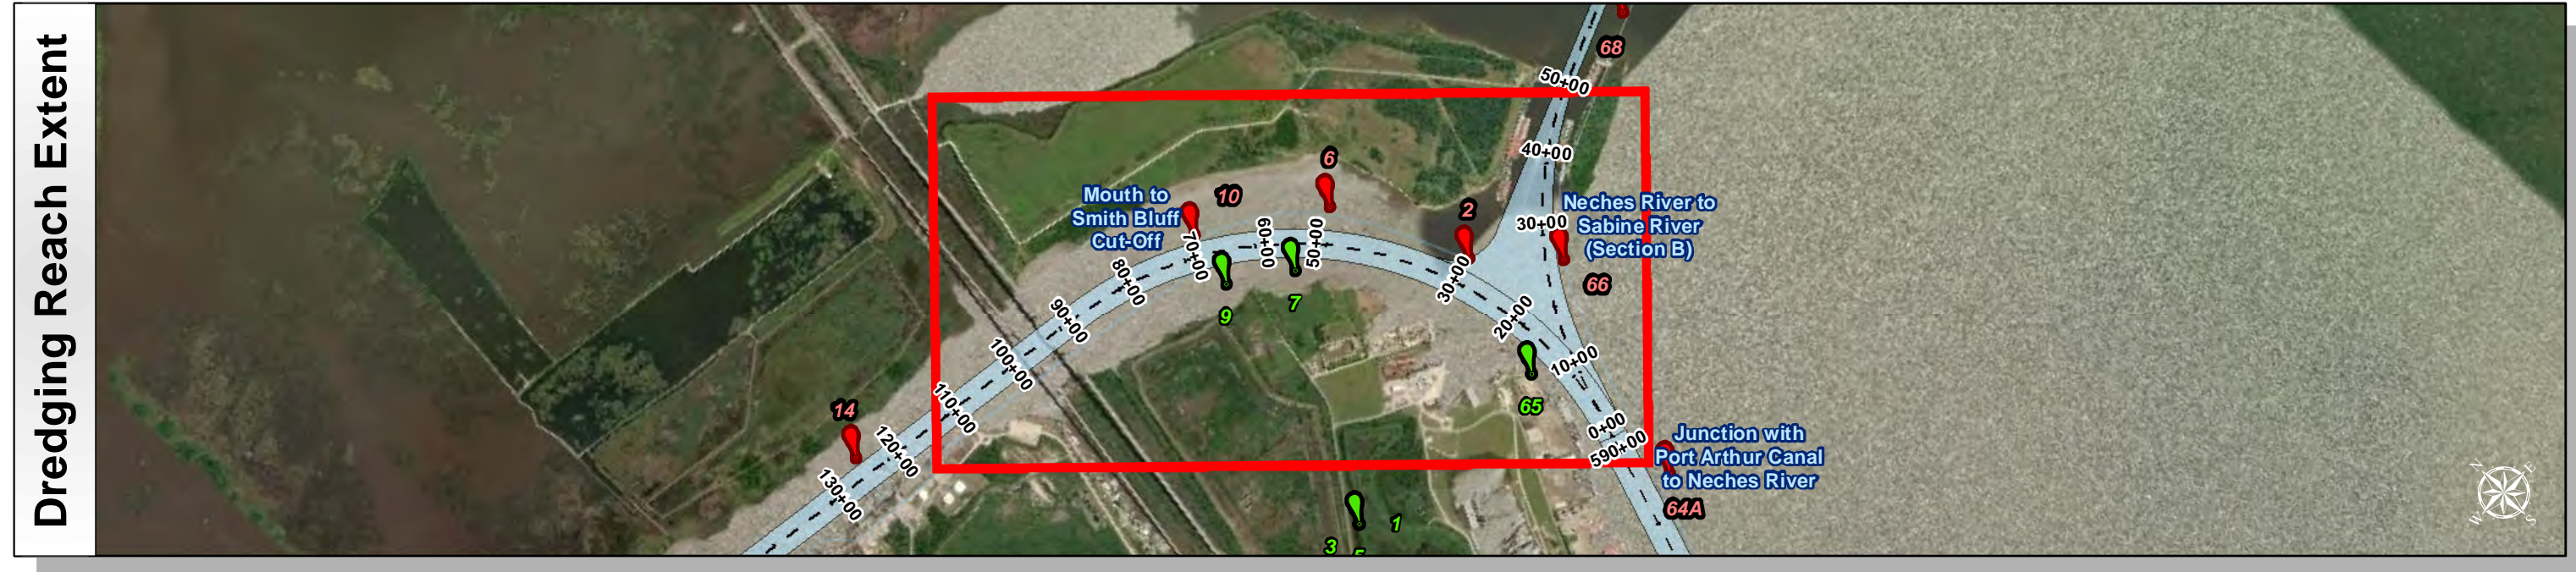 Dredging Reach Extent
68
50+00
40+00
6
Mouth to
Smith Bluff
Cut-Off
10
2
Neches River to
Sabine River
(Section B)
30+00
66
70+00
60+00
50+00
80+00
30+00
9
7
90+00
20+00
100+00
10+00
65
110+00
14
120+00
0+00
590+00
Junction with
Port Arthur Canal
to Neches River
130+00
64A
1
3
5
N
E
W
S